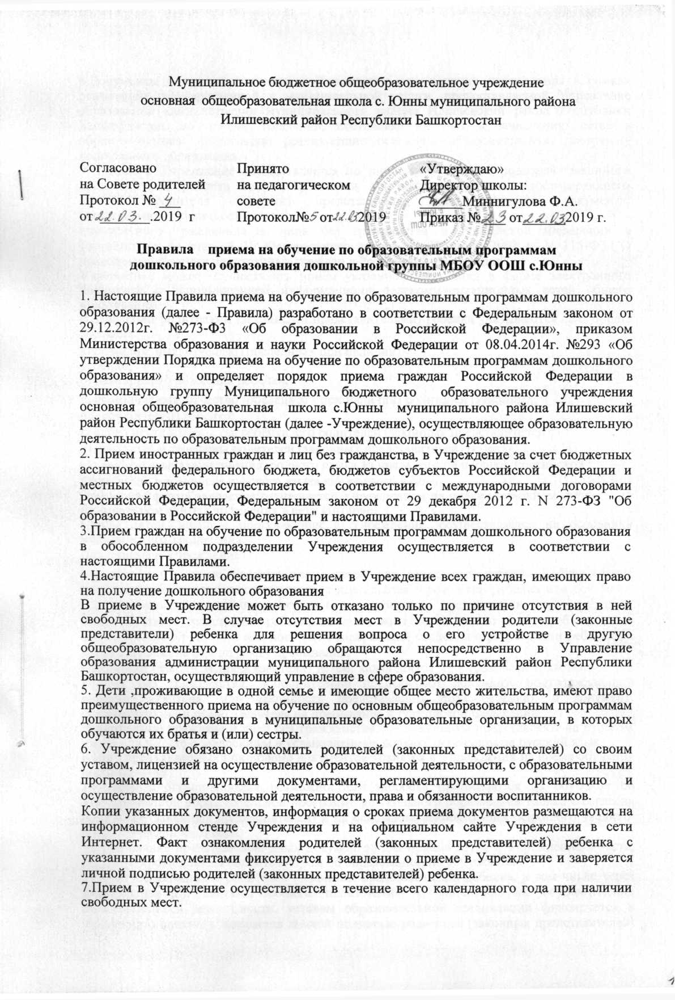 Муниципальное бюджетное общеобразовательное учреждение
основная общеобразовательная школа с. Юнны муниципального района
Илишевский район Республики Башкортостан
Согласовано
на Совете родителей
Протокол № 4
от 22.03. .2019 г
Принято
на педагогическом
совете
Протокол№5 от22.03 2019
«Утверждаю»
Директор школы:
Миннигулова Ф.А.
Приказ № 23 от 22.03 2019 г.
Правила приема на обучение по образовательным программам
дошкольного образования дошкольной группы МБОУ ООШ с.Юнны
1. Настоящие Правила приема на обучение по образовательным программам дошкольного
образования (далее - Правила) разработано в соответствии с Федеральным законом от
29.12.2012г. №273-ФЗ «Об образовании в Российской Федерации», приказом
Министерства образования и науки Российской Федерации от 08.04.2014г. №293 «Об
утверждении Порядка приема на обучение по образовательным программам дошкольного
образования» и определяет порядок приема граждан Российской Федерации в
дошкольную группу Муниципального бюджетного образовательного учреждения
основная общеобразовательная школа с.Юнны муниципального района Илишевский
район Республики Башкортостан (далее -Учреждение), осуществляющее образовательную
деятельность по образовательным программам дошкольного образования.
2. Прием иностранных граждан и лиц без гражданства, в Учреждение за счет бюджетных
ассигнований федерального бюджета, бюджетов субъектов Российской Федерации и
местных бюджетов осуществляется в соответствии с международными договорами
Российской Федерации, Федеральным законом от 29 декабря 2012 г. N 273-ФЗ "Об
образовании в Российской Федерации" и настоящими Правилами.
3.Прием граждан на обучение по образовательным программам дошкольного образования
в обособленном подразделении Учреждения осуществляется в соответствии с
настоящими Правилами.
4.Настоящие Правила обеспечивает прием в Учреждение всех граждан, имеющих право
на получение дошкольного образования
В приеме в Учреждение может быть отказано только по причине отсутствия в ней
свободных мест. В случае отсутствия мест в Учреждении родители (законные
представители) ребенка для решения вопроса о его устройстве в другую
общеобразовательную организацию обращаются непосредственно в Управление
образования администрации муниципального района Илишевский район Республики
Башкортостан, осуществляющий управление в сфере образования.
5. Дети ,проживающие в одной семье и имеющие общее место жительства, имеют право
преимущественного приема на обучение по основным общеобразовательным программам
дошкольного образования в муниципальные образовательные организации, в которых
обучаются их братья и (или) сестры.
6. Учреждение обязано ознакомить родителей (законных представителей) со своим
уставом, лицензией на осуществление образовательной деятельности, с образовательными
программами и другими документами, регламентирующими организацию и
осуществление образовательной деятельности, права и обязанности воспитанников.
Копии указанных документов, информация о сроках приема документов размещаются на
информационном стенде Учреждения и на официальном сайте Учреждения в сети
Интернет. Факт ознакомления родителей (законных представителей) ребенка с
указанными документами фиксируется в заявлении о приеме в Учреждение и заверяется
личной подписью родителей (законных представителей) ребенка.
7.Прием в Учреждение осуществляется в течение всего календарного года при наличии
свободных мест.
1